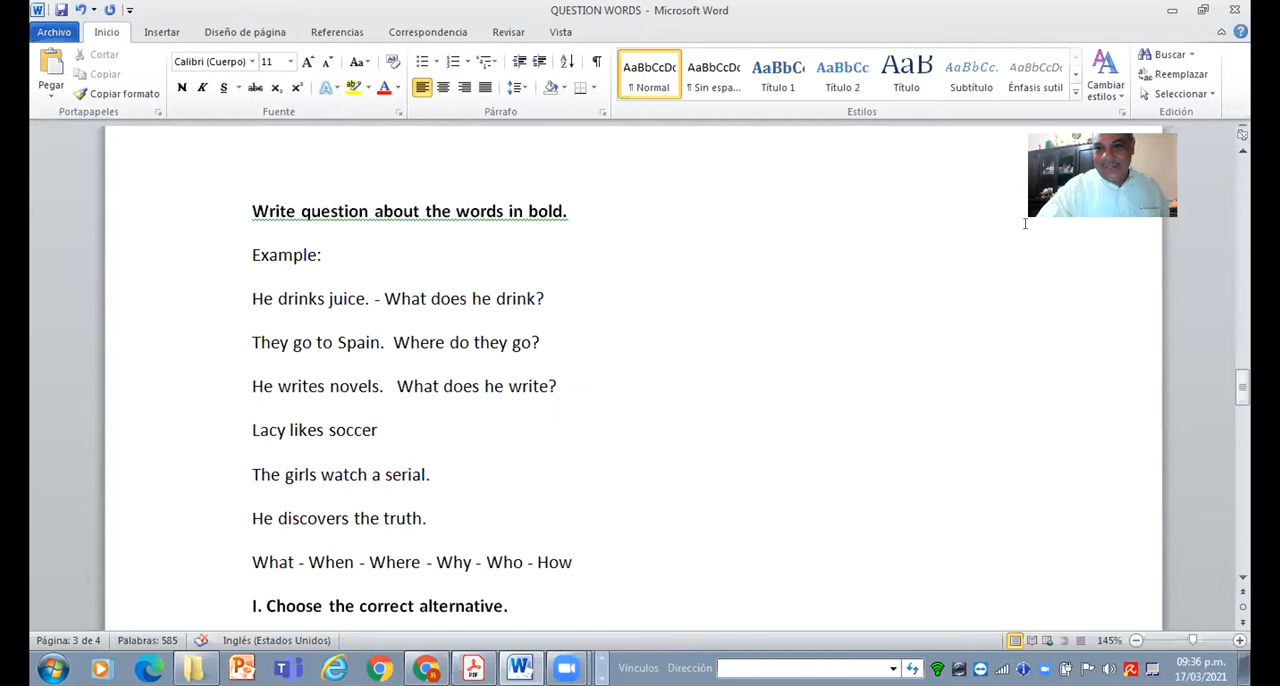 QUESTION WORDS - Microsoft Word
Archivo Inicio Insertar Diseño de página Referencias Correspondencia Revisar Vista
Pegar
Cortar
Copiar
Copiar formato
Portapapeles
Calibri (Cuerpo) 11
Fuente
Párrafo
AaBbCcDc AaBbCcDc AaBbC AaBbCc AaB AaBbCc. AaBbCcDc
¶ Normal ¶ Sin espa... Título 1 Título 2 Título Subtítulo Énfasis sutil
Estilos
Cambiar estilos
Buscar
Reemplazar
Seleccionar
Edición
Write question about the words in bold.
Example:
He drinks juice. - What does he drink?
They go to Spain. Where do they go?
He writes novels. What does he write?
Lacy likes soccer
The girls watch a serial.
He discovers the truth.
What - When - Where - Why - Who - How
I. Choose the correct alternative.
Página: 3 de 4 Palabras: 585 Inglés (Estados Unidos) 145%
Vínculos Dirección
09:36 p.m.
17/03/2021